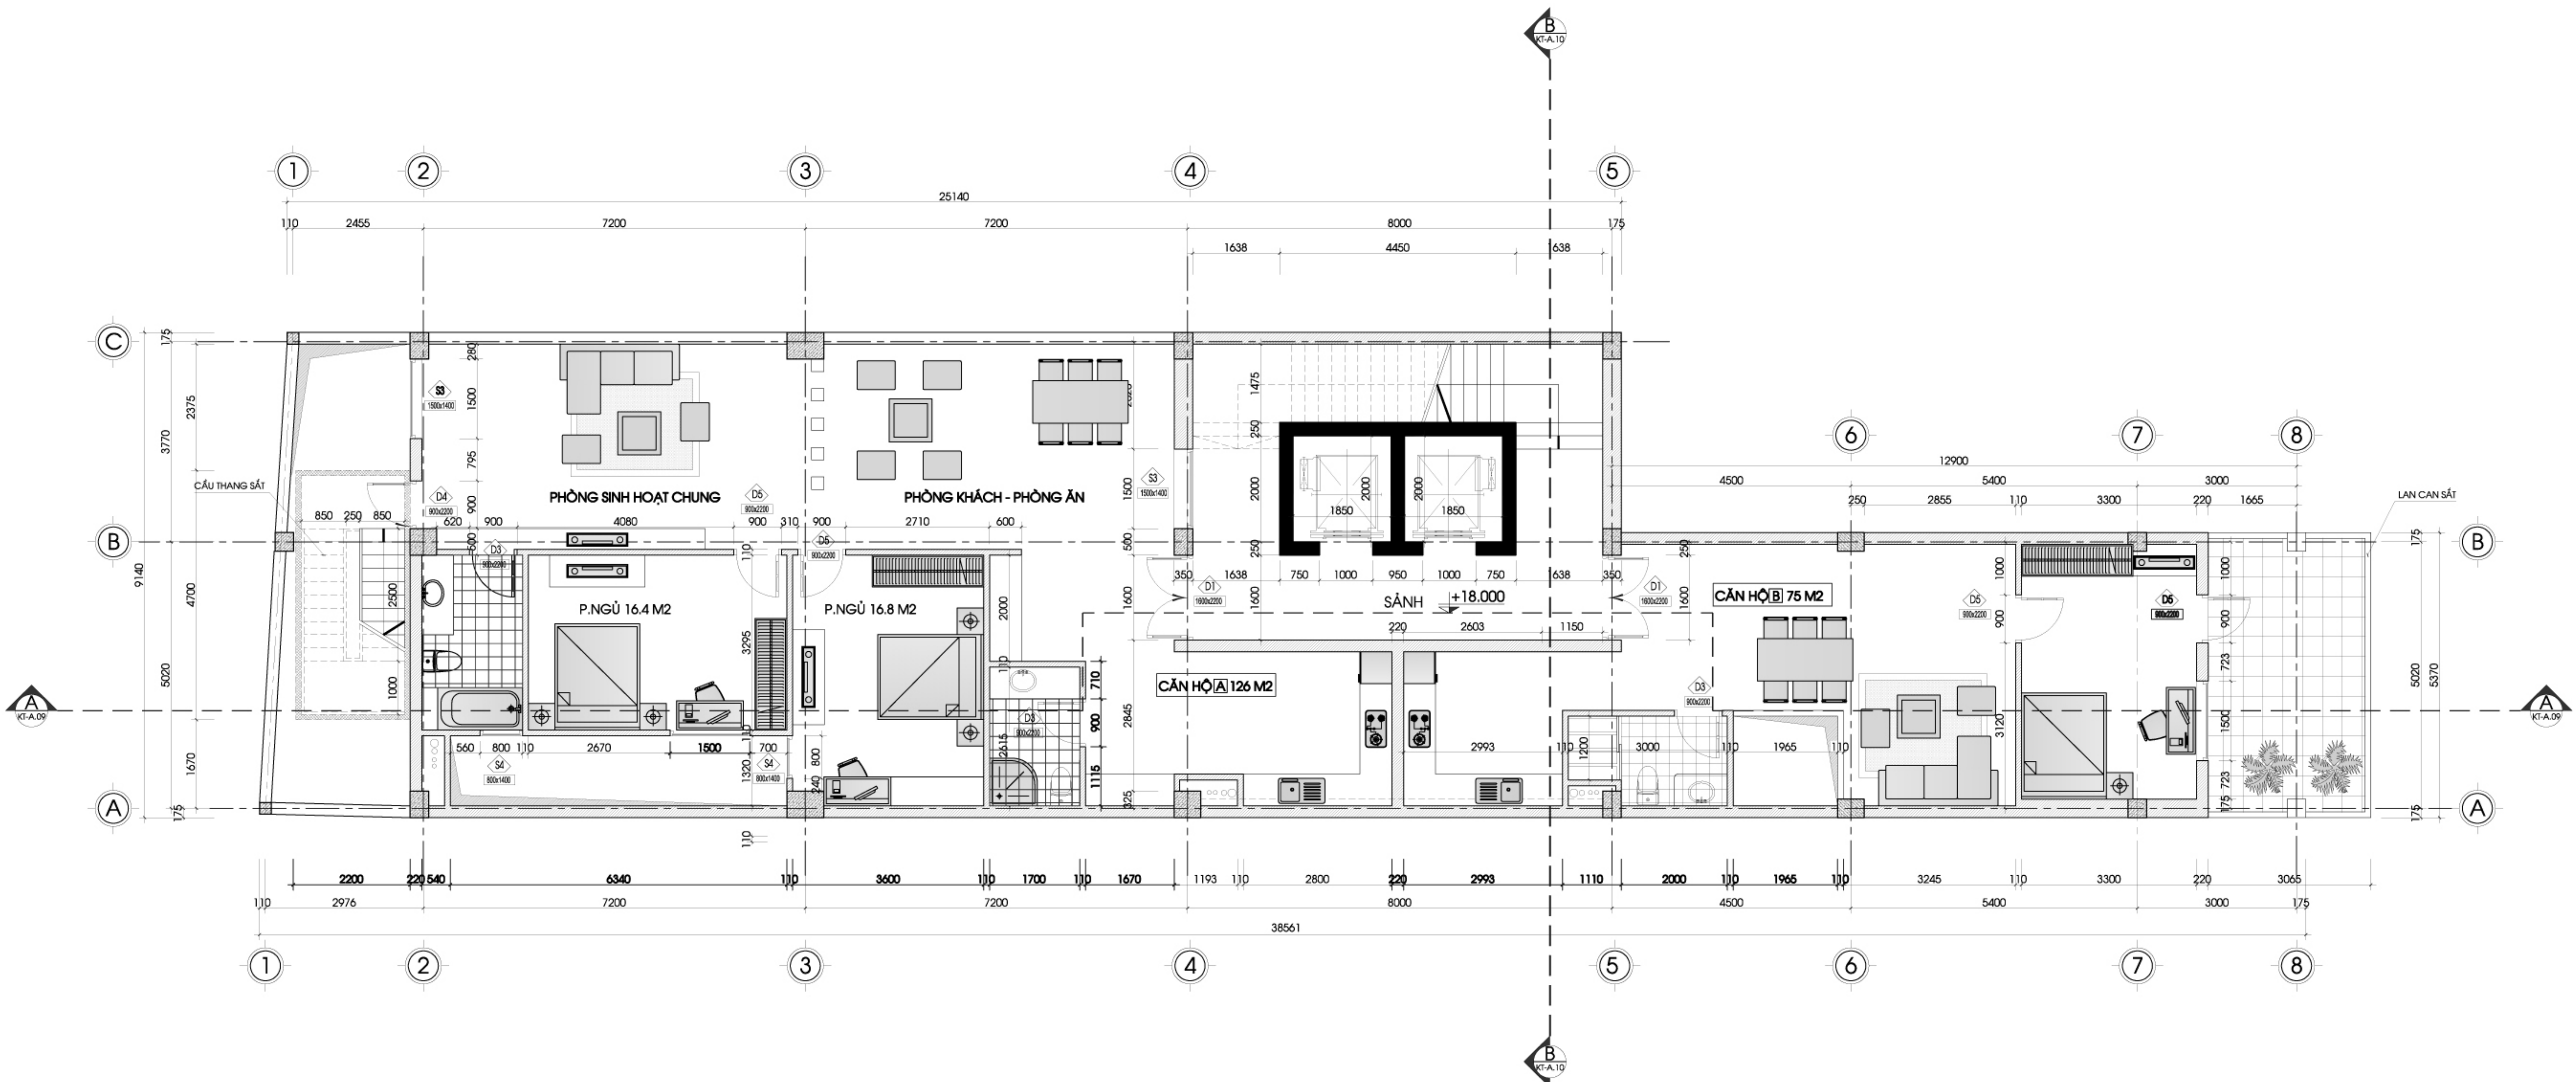 B
KT-A.10
1 2 3 4 5
25140
110 2455 7200 7200 8000 175
1638 4450 1638
C
175
280
2375
3770
S3
1500x1400
1500
1475
250
6 7 8
12900
795
CẦU THANG SẮT
D4
900x2200
900
PHÒNG SINH HOẠT CHUNG
D5
900x2200
PHÒNG KHÁCH - PHÒNG ĂN
1500
S3
1500x1400
2000
2000 2000
1850 1850
4500 5400 3000
250 2855 110 3300 220 1665
LAN CAN SẮT
850 250 850
620 900 4080 900 310 900 2710 600
B
500
D3
900x2200
110
D5
900x2200
500
250
250
175
B
9140
350 1638 750 1000 950 1000 750 638 350
D1
1600x2200
D1
1600x2200
1000
1000
4700
2500
P.NGỦ 16.4 M2
P.NGỦ 16.8 M2
2000
1600
1600
SẢNH
+18.000
1600
CĂN HỘ B 75 M2
D5
900x2200
D5
900x2200
900
900
220 2603 1150
3295
110
710
723
5020
1000
5020
5370
CĂN HỘ A 126 M2
D3
900x2200
A
KT-A.09
A
KT-A.09
D3
900x2200
900
2845
3120
1500
110
560 800 110 2670 1500 700
2615
2993 110 1200 3000 110 1965 110
1670
S4
800x1400
1320
S4
800x1400
800
240
1115
723
325
A
175
175
175
A
110
2200 220 540 6340 110 3600 110 1700 110 1670 1193 110 2800 220 2993 1110 2000 110 1965 110 3245 110 3300 220 3065
110 2976 7200 7200 8000 4500 5400 3000 175
38561
1 2 3 4 5 6 7 8
B
KT-A.10